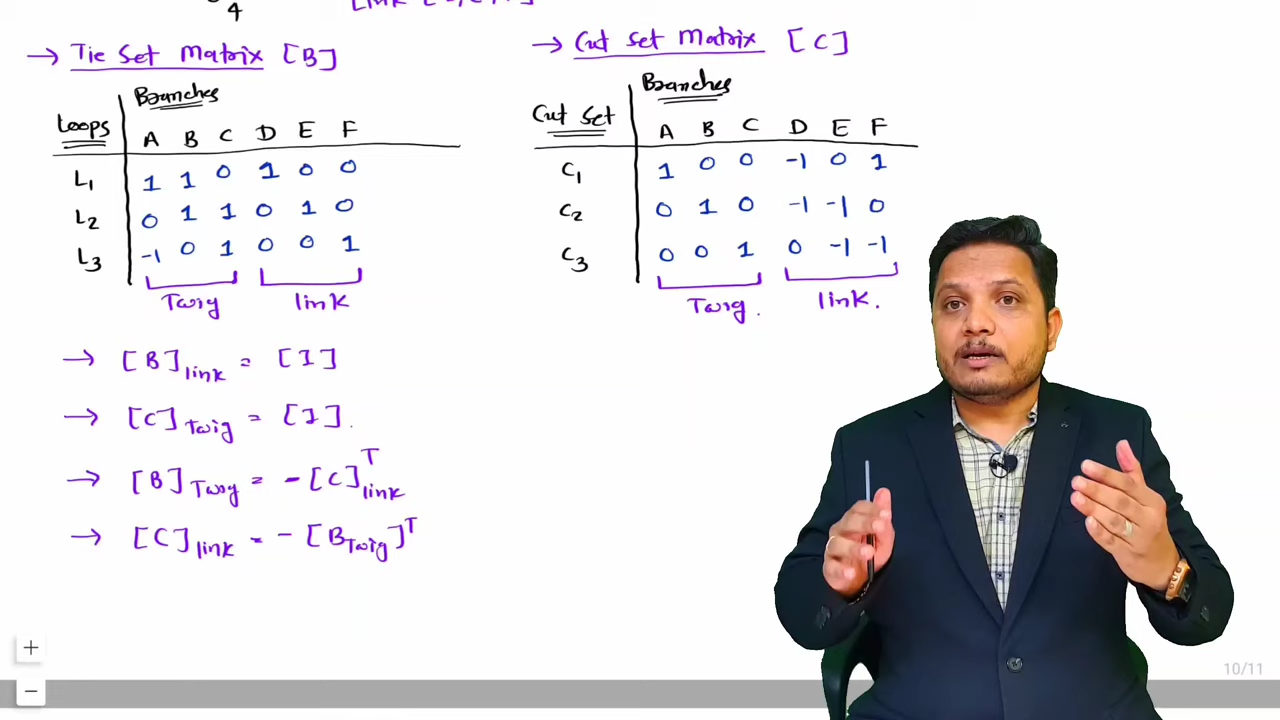 4
→ Tie Set Matrix [B]
Branches
Loops A B C D E F
L1 1 1 0 1 0 0
L2 0 1 1 0 1 0
L3 -1 0 1 0 0 1
Twig link
→ Cut Set Matrix [C]
Branches
Cut Set A B C D E F
C1 1 0 0 -1 0 1
C2 0 1 0 -1 -1 0
C3 0 0 1 0 -1 -1
Twig. link.
→ [B]link = [I]
→ [C]Twig = [I].
→ [B]Twig = -[C]Tlink
→ [C]link = -[BTwig]T
+
−
10/11